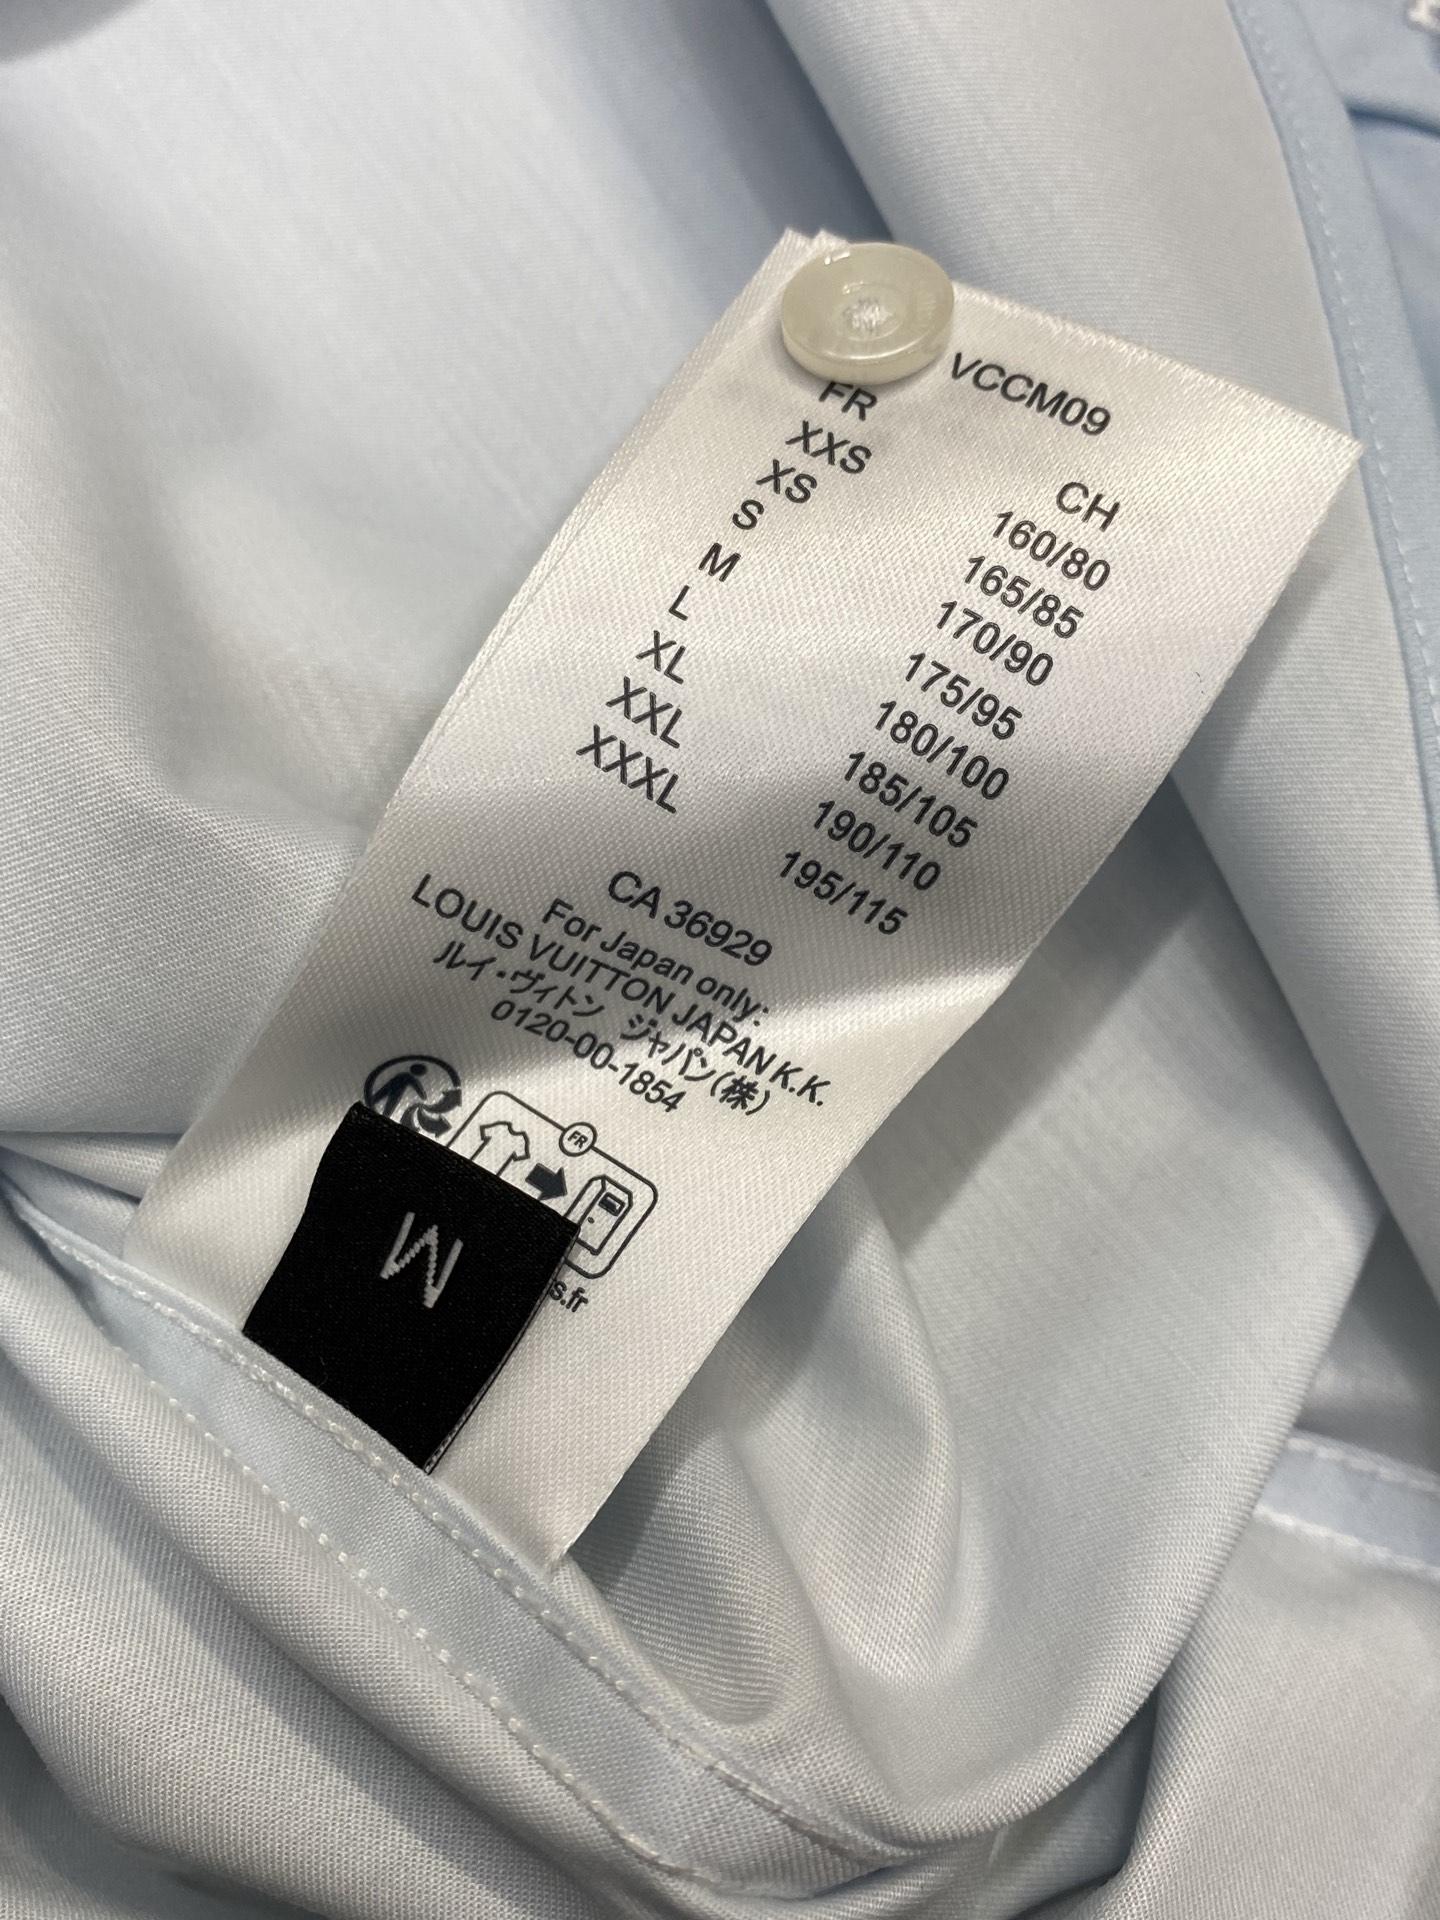 VCCM09
FR CH
XXS 160/80
XS 165/85
S 170/90
M 175/95
L 180/100
XL 185/105
XXL 190/110
XXXL 195/115
CA 36929
For Japan only:
LOUIS VUITTON JAPAN K.K.
ルイ・ヴィトン ジャパン(株)
0120-00-1854
FR
s.fr
M